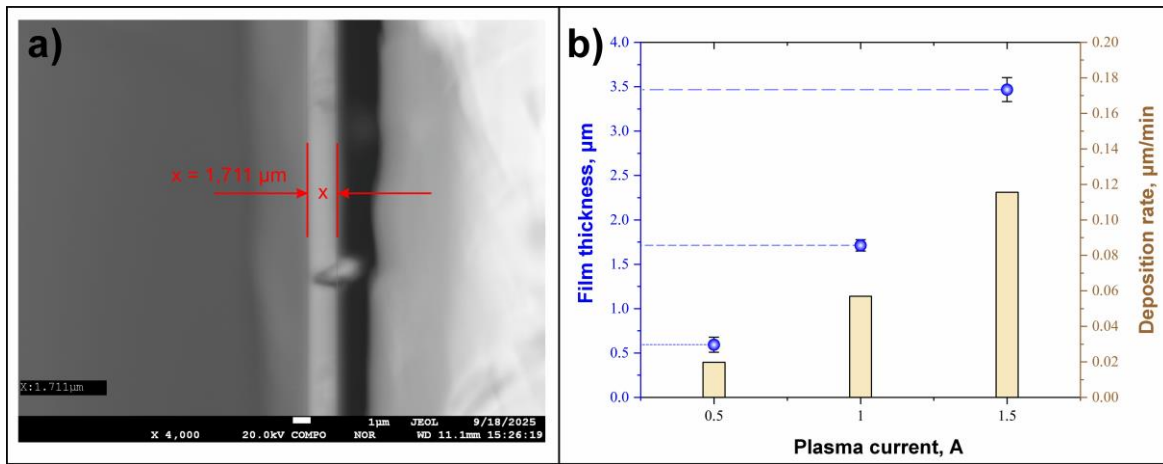 a)
x = 1,711 µm
x
X:1.711µm
1µm JEOL 9/18/2025
X 4,000 20.0kV COMPO NOR WD 11.1mm 15:26:19
b)
Film thickness, µm
4.0
3.5
3.0
2.5
2.0
1.5
1.0
0.5
0.0
0.20
0.18
0.16
0.14
0.12
0.10
0.08
0.06
0.04
0.02
0.00
Deposition rate, µm/min
0.5 1 1.5
Plasma current, A